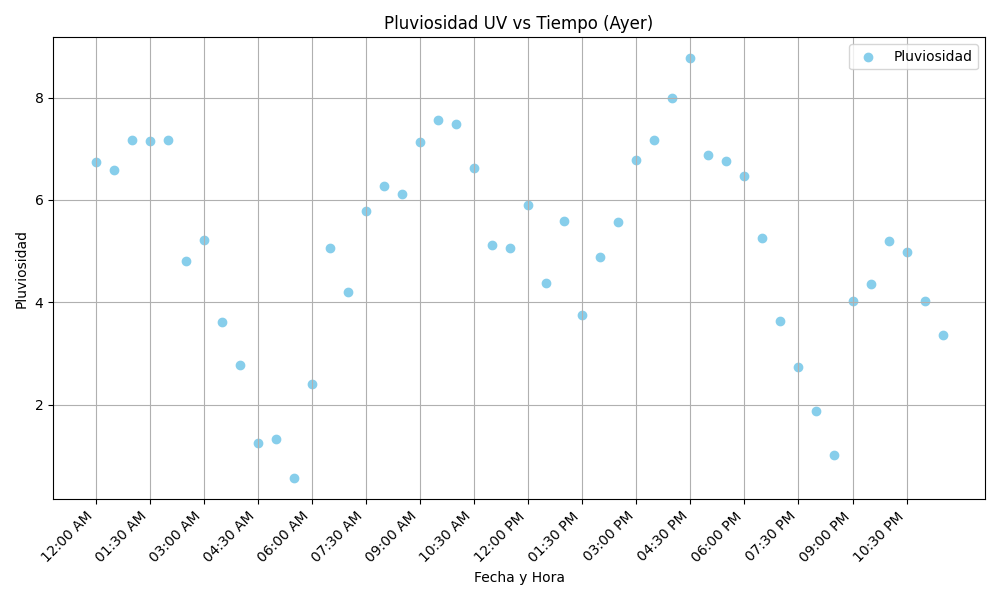 Pluviosidad UV vs Tiempo (Ayer)
Pluviosidad
Pluviosidad
8
6
4
2
12:00 AM
01:30 AM
03:00 AM
04:30 AM
06:00 AM
07:30 AM
09:00 AM
10:30 AM
12:00 PM
01:30 PM
03:00 PM
04:30 PM
06:00 PM
07:30 PM
09:00 PM
10:30 PM
Fecha y Hora